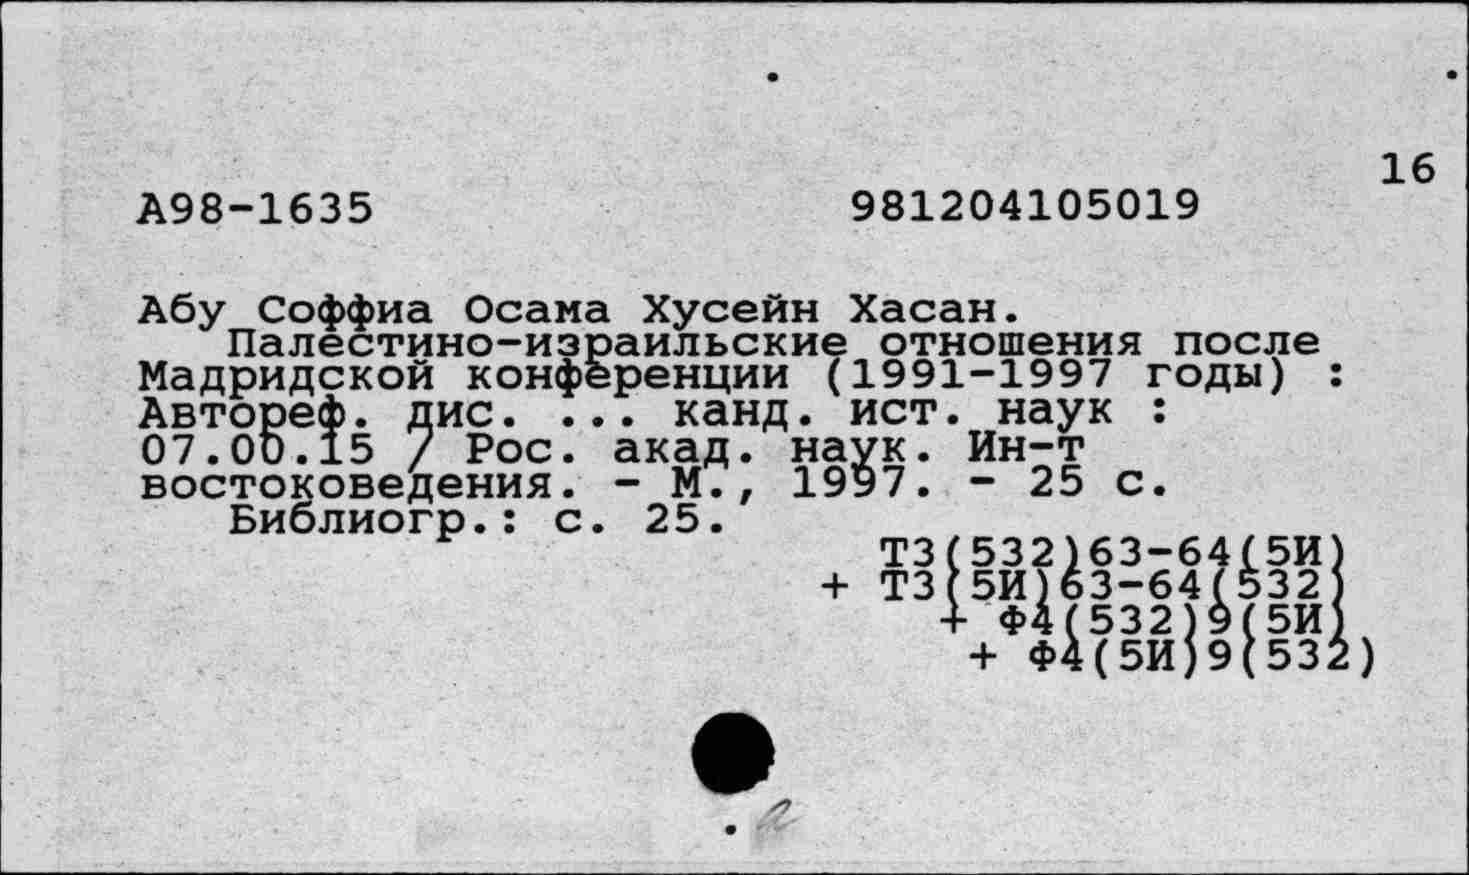 16
А98-1635 981204105019
Абу Соффиа Осама Хусейн Хасан.
Палестино-израильские отношения после
Мадридской конференции (1991-1997 годы) :
Автореф. дис. ... канд. ист. наук :
07.00.15 / Рос. акад. наук. Ин-т
востоковедения. - М., 1997. - 25 с.
Библиогр.: с. 25.
Т3(532)63-64(5И)
+ Т3(5И)63-64(532)
+ Ф4(532)9(5И)
+ Ф4(5И)9(532)